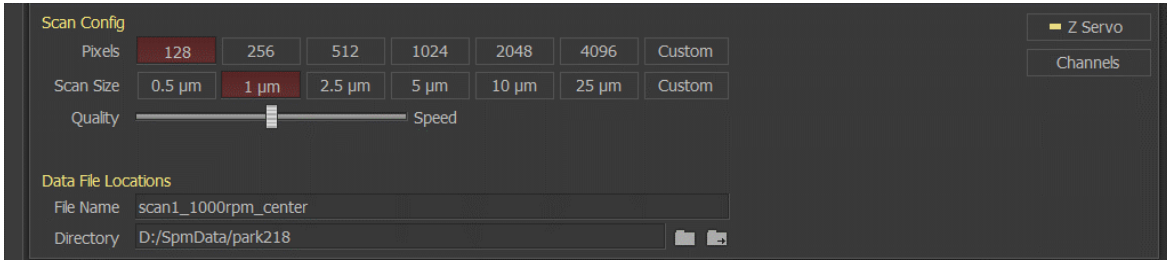 Scan Config
Z Servo
Pixels 128 256 512 1024 2048 4096 Custom
Channels
Scan Size 0.5 µm 1 µm 2.5 µm 5 µm 10 µm 25 µm Custom
Quality Speed
Data File Locations
File Name scan1_1000rpm_center
Directory D:/SpmData/park218